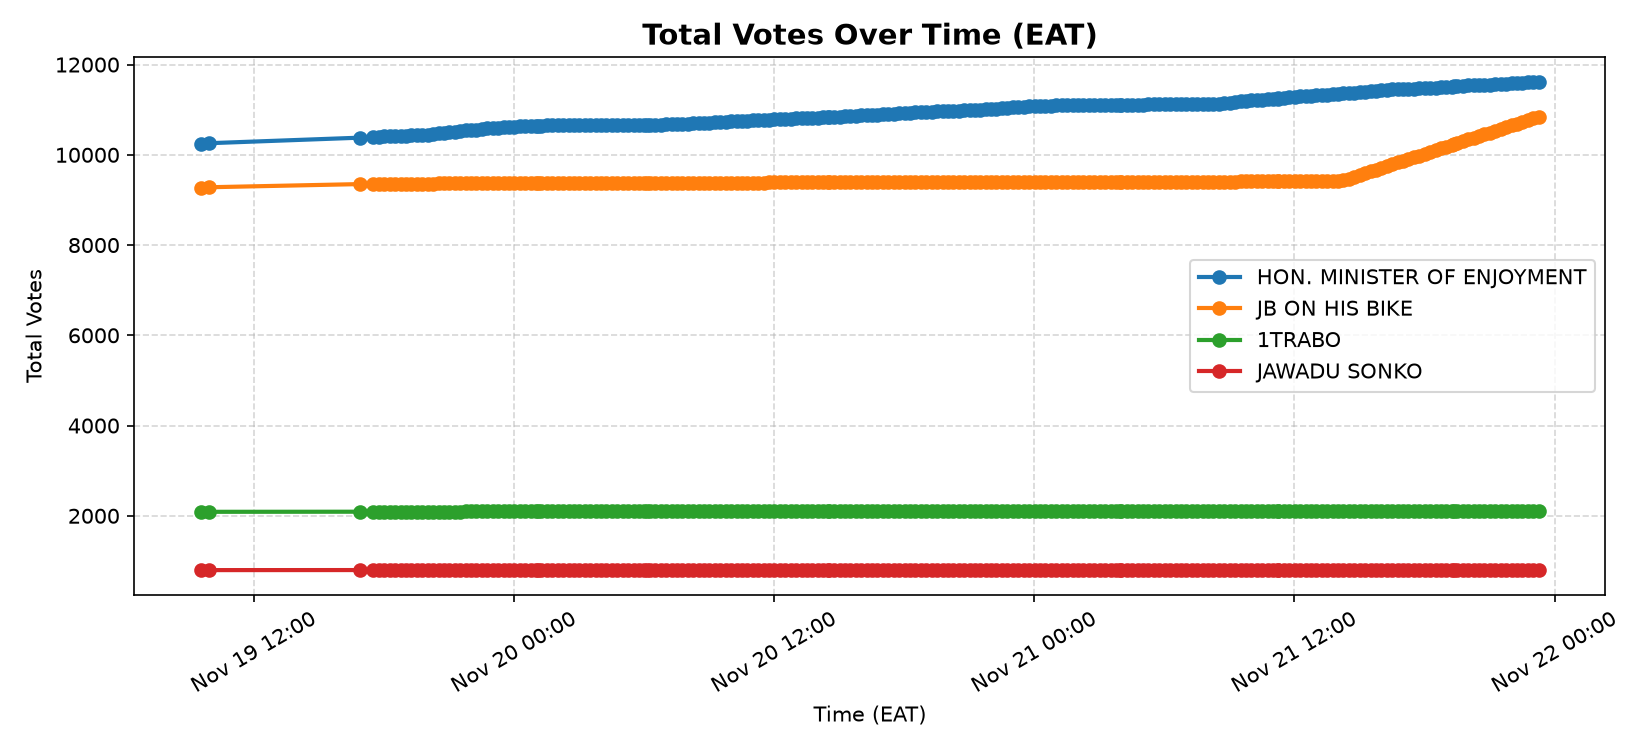 Total Votes Over Time (EAT)
Total Votes
12000
10000
8000
6000
4000
2000
HON. MINISTER OF ENJOYMENT
JB ON HIS BIKE
1TRABO
JAWADU SONKO
Nov 19 12:00
Nov 20 00:00
Nov 20 12:00
Nov 21 00:00
Nov 21 12:00
Nov 22 00:00
Time (EAT)